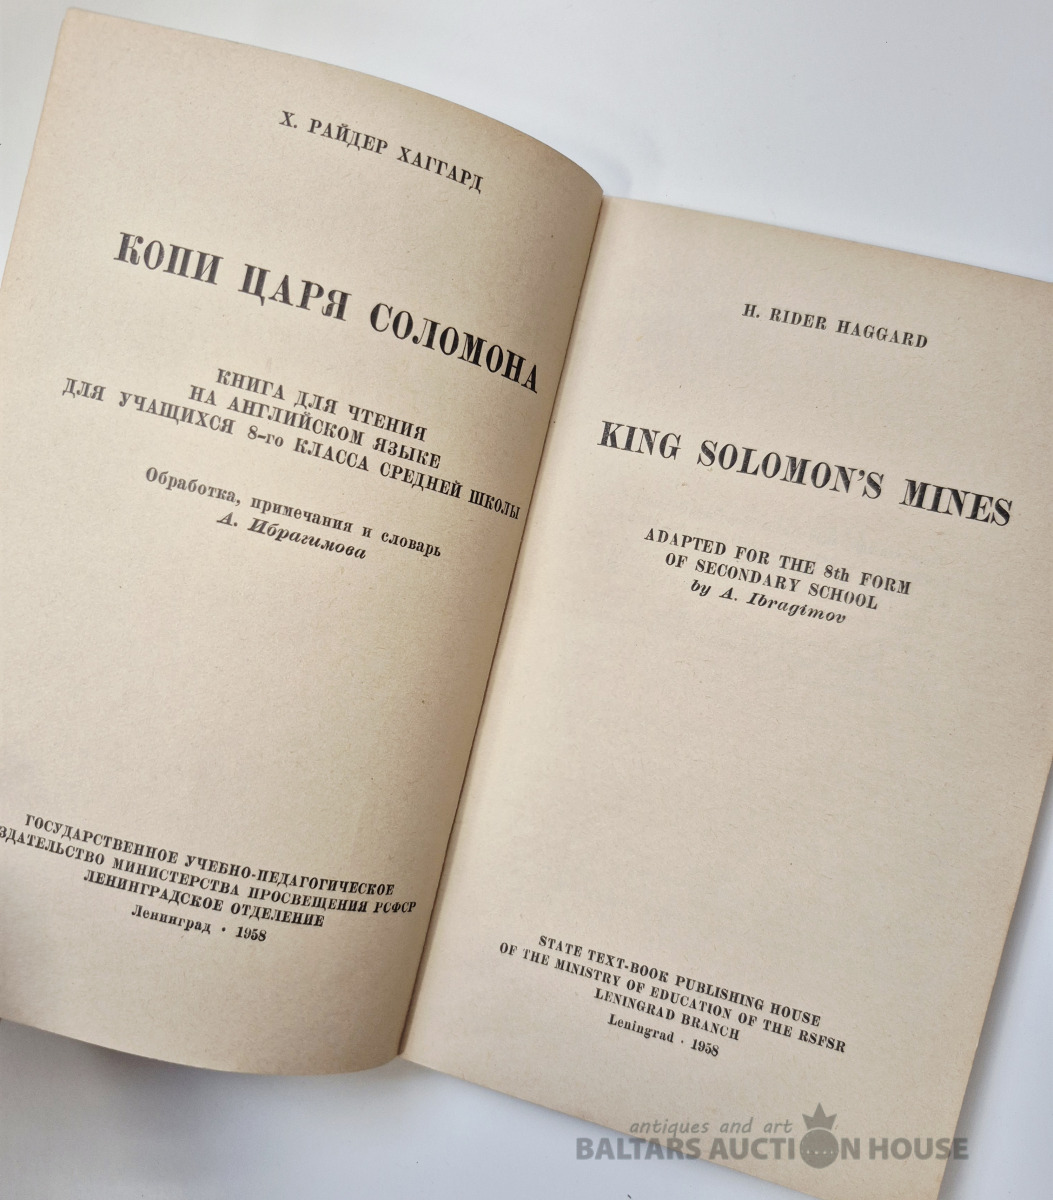 Х. РАЙДЕР ХАГГАРД
КОПИ ЦАРЯ СОЛОМОНА
КНИГА ДЛЯ ЧТЕНИЯ
НА АНГЛИЙСКОМ ЯЗЫКЕ
ДЛЯ УЧАЩИХСЯ 8-го КЛАССА СРЕДНЕЙ ШКОЛЫ
Обработка, примечания и словарь
А. Ибрагимова
ГОСУДАРСТВЕННОЕ УЧЕБНО-ПЕДАГОГИЧЕСКОЕ
ЗДАТЕЛЬСТВО МИНИСТЕРСТВА ПРОСВЕЩЕНИЯ РСФСР
ЛЕНИНГРАДСКОЕ ОТДЕЛЕНИЕ
Ленинград · 1958
H. RIDER HAGGARD
KING SOLOMON'S MINES
ADAPTED FOR THE 8th FORM
OF SECONDARY SCHOOL
by A. Ibragimov
STATE TEXT-BOOK PUBLISHING HOUSE
OF THE MINISTRY OF EDUCATION OF THE RSFSR
LENINGRAD BRANCH
Leningrad · 1958
antiques and art
BALTARS AUCTION HOUSE